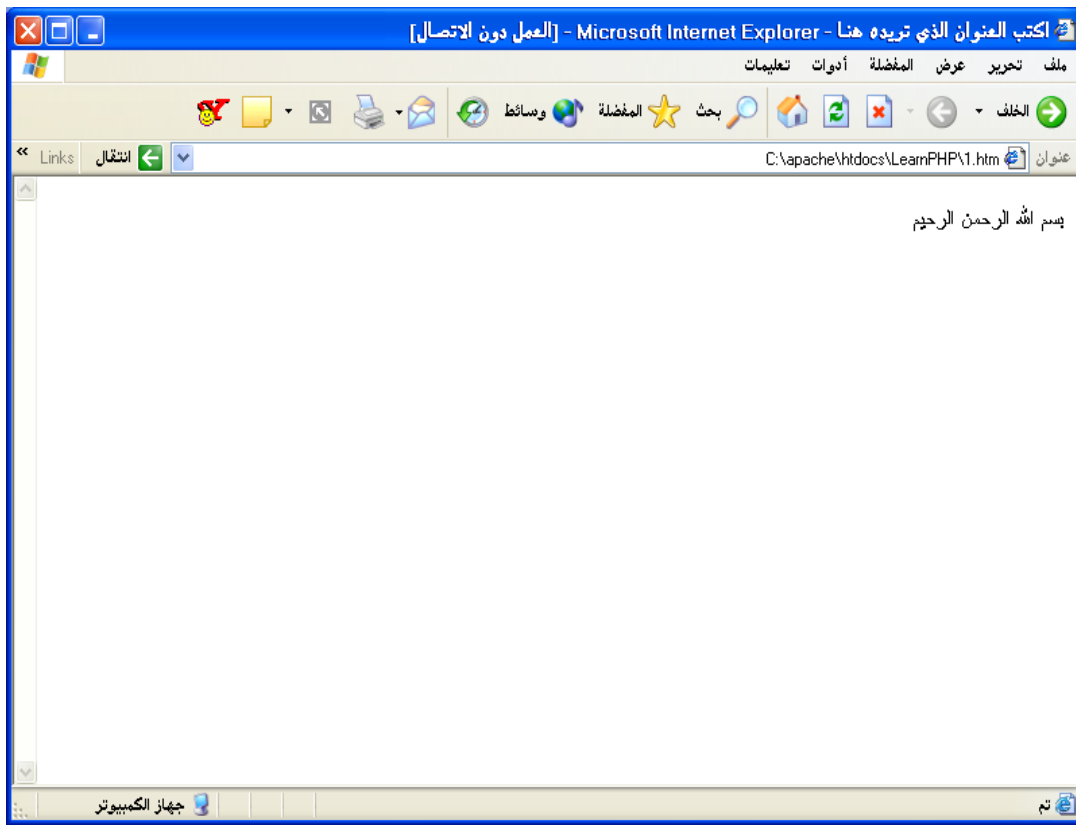 اكتب العنوان الذي تريده هنا - Microsoft Internet Explorer - [العمل دون الاتصال]
ملف تحرير عرض المفضلة أدوات تعليمات
الخلف بحث المفضلة وسائط
عنوان C:\apache\htdocs\LearnPHP\1.htm انتقال Links »
بسم الله الرحمن الرحيم
تم جهاز الكمبيوتر